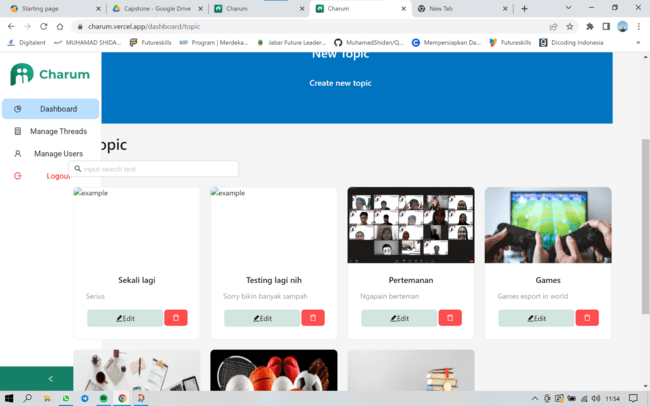 Starting page
Capstone - Google Drive
Charum
Charum
New Tab
charum.vercel.app/dashboard/topic
Digitalent
MUHAMAD SHIDA...
Futureskills
Program | Merdeka...
Jabar Future Leader...
MuhamadShidan/Q...
Mempersiapkan Da...
Futureskills
Dicoding Indonesia
Charum
Dashboard
Manage Threads
Manage Users
Logout
New Topic
Create new topic
opic
input search text
example
example
Sekali lagi
Testing lagi nih
Pertemanan
Games
Serius
Sorry bikin banyak sampah
Ngapain berteman
Games esport in world
Edit
Edit
Edit
Edit
11:54